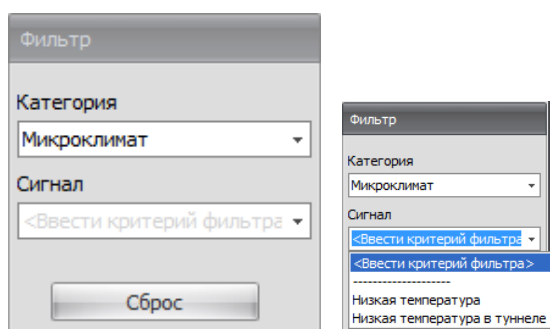 Фильтр
Категория
Микроклимат
Сигнал
<Ввести критерий фильтра
Сброс
Фильтр
Категория
Микроклимат
Сигнал
<Ввести критерий фильтра
<Ввести критерий фильтра>
--------------------
Низкая температура
Низкая температура в туннеле